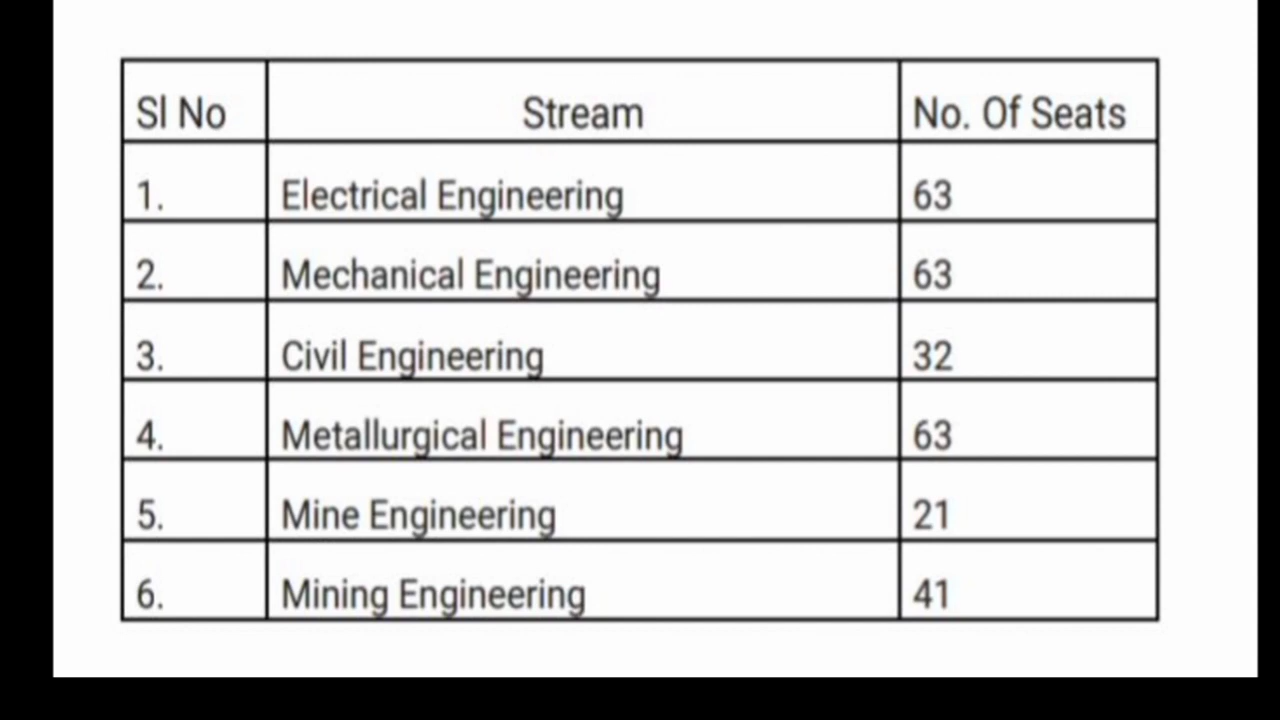 Sl No Stream No. Of Seats
1. Electrical Engineering 63
2. Mechanical Engineering 63
3. Civil Engineering 32
4. Metallurgical Engineering 63
5. Mine Engineering 21
6. Mining Engineering 41